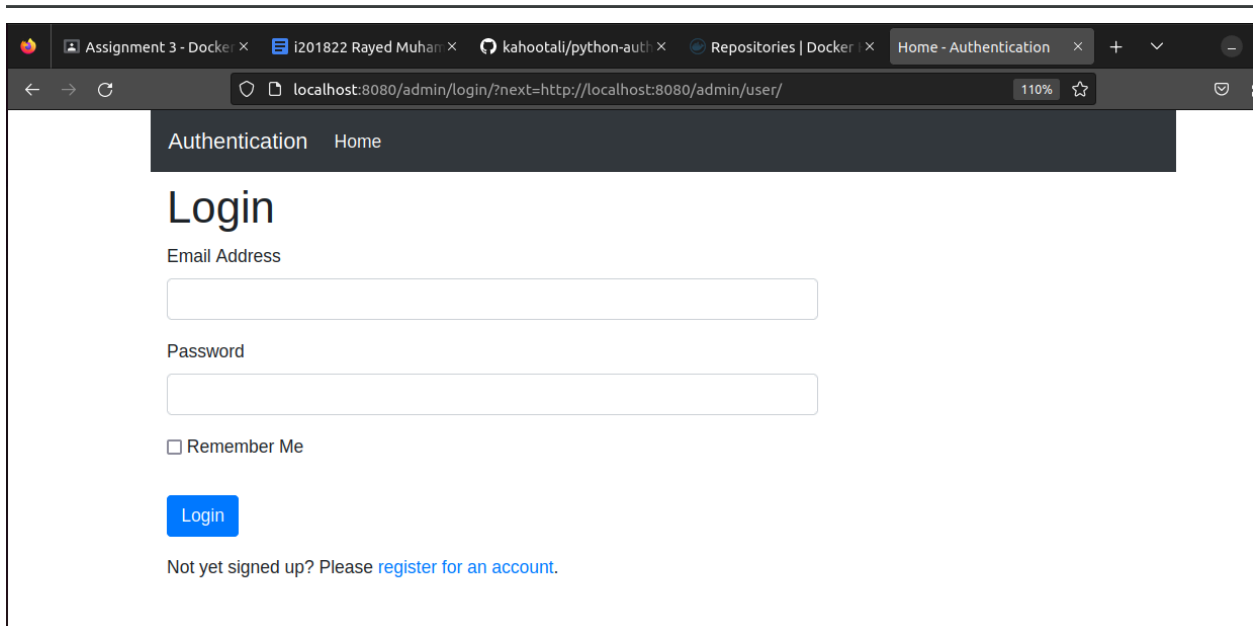 Assignment 3 - Docker i201822 Rayed Muham kahootali/python-auth Repositories | Docker Home - Authentication
localhost:8080/admin/login/?next=http://localhost:8080/admin/user/ 110%
Authentication Home
Login
Email Address
Password
Remember Me
Login
Not yet signed up? Please register for an account.